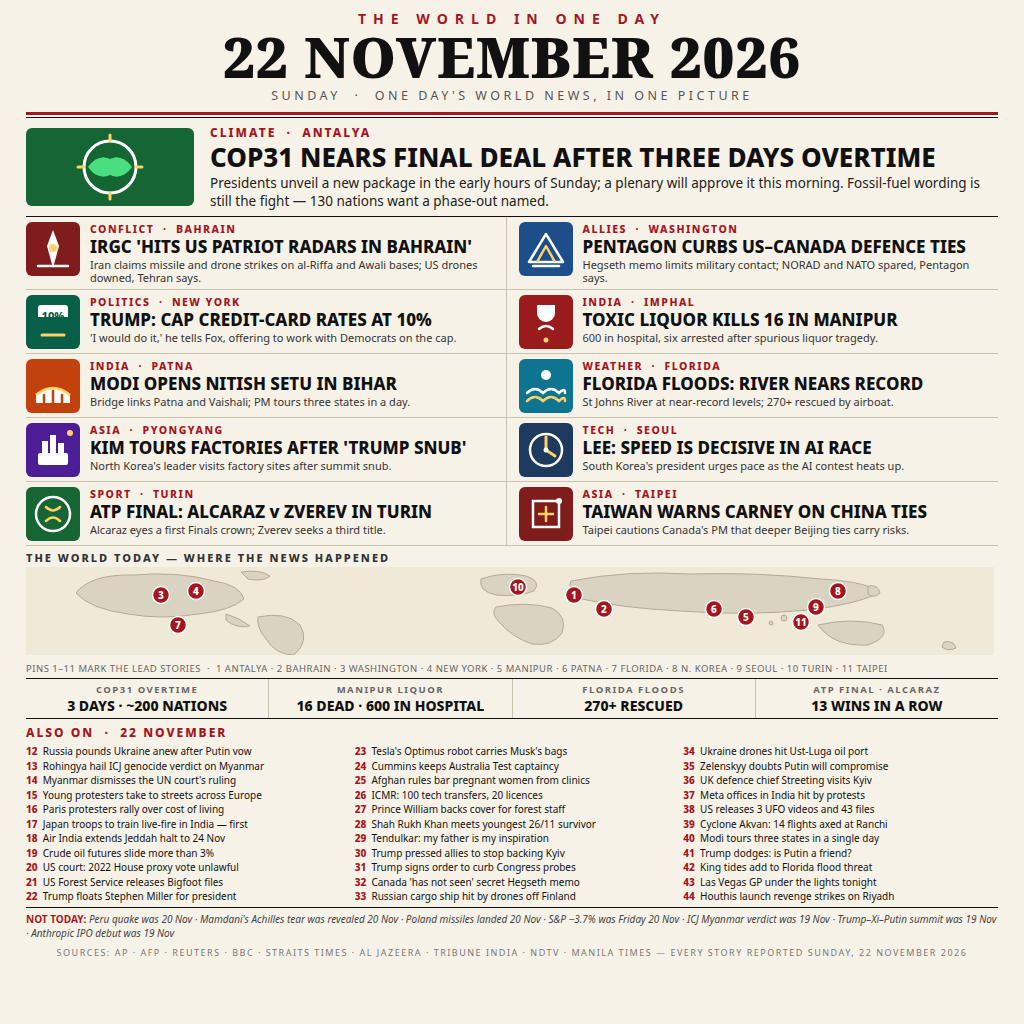 THE WORLD IN ONE DAY
22 NOVEMBER 2026
SUNDAY · ONE DAY'S WORLD NEWS, IN ONE PICTURE
CLIMATE · ANTALYA
COP31 NEARS FINAL DEAL AFTER THREE DAYS OVERTIME
Presidents unveil a new package in the early hours of Sunday; a plenary will approve it this morning. Fossil-fuel wording is
still the fight — 130 nations want a phase-out named.
CONFLICT · BAHRAIN
IRGC 'HITS US PATRIOT RADARS IN BAHRAIN'
Iran claims missile and drone strikes on al-Riffa and Awali bases; US drones
downed, Tehran says.
ALLIES · WASHINGTON
PENTAGON CURBS US–CANADA DEFENCE TIES
Hegseth memo limits military contact; NORAD and NATO spared, Pentagon
says.
10%
POLITICS · NEW YORK
TRUMP: CAP CREDIT-CARD RATES AT 10%
'I would do it,' he tells Fox, offering to work with Democrats on the cap.
INDIA · IMPHAL
TOXIC LIQUOR KILLS 16 IN MANIPUR
600 in hospital, six arrested after spurious liquor tragedy.
INDIA · PATNA
MODI OPENS NITISH SETU IN BIHAR
Bridge links Patna and Vaishali; PM tours three states in a day.
WEATHER · FLORIDA
FLORIDA FLOODS: RIVER NEARS RECORD
St Johns River at near-record levels; 270+ rescued by airboat.
ASIA · PYONGYANG
KIM TOURS FACTORIES AFTER 'TRUMP SNUB'
North Korea's leader visits factory sites after summit snub.
TECH · SEOUL
LEE: SPEED IS DECISIVE IN AI RACE
South Korea's president urges pace as the AI contest heats up.
SPORT · TURIN
ATP FINAL: ALCARAZ v ZVEREV IN TURIN
Alcaraz eyes a first Finals crown; Zverev seeks a third title.
ASIA · TAIPEI
TAIWAN WARNS CARNEY ON CHINA TIES
Taipei cautions Canada's PM that deeper Beijing ties carry risks.
THE WORLD TODAY — WHERE THE NEWS HAPPENED
3
4
7
10
1
2
6
5
11
9
8
PINS 1–11 MARK THE LEAD STORIES · 1 ANTALYA · 2 BAHRAIN · 3 WASHINGTON · 4 NEW YORK · 5 MANIPUR · 6 PATNA · 7 FLORIDA · 8 N. KOREA · 9 SEOUL · 10 TURIN · 11 TAIPEI
COP31 OVERTIME
3 DAYS · ~200 NATIONS
MANIPUR LIQUOR
16 DEAD · 600 IN HOSPITAL
FLORIDA FLOODS
270+ RESCUED
ATP FINAL · ALCARAZ
13 WINS IN A ROW
ALSO ON · 22 NOVEMBER
12 Russia pounds Ukraine anew after Putin vow
13 Rohingya hail ICJ genocide verdict on Myanmar
14 Myanmar dismisses the UN court's ruling
15 Young protesters take to streets across Europe
16 Paris protesters rally over cost of living
17 Japan troops to train live-fire in India — first
18 Air India extends Jeddah halt to 24 Nov
19 Crude oil futures slide more than 3%
20 US court: 2022 House proxy vote unlawful
21 US Forest Service releases Bigfoot files
22 Trump floats Stephen Miller for president
23 Tesla's Optimus robot carries Musk's bags
24 Cummins keeps Australia Test captaincy
25 Afghan rules bar pregnant women from clinics
26 ICMR: 100 tech transfers, 20 licences
27 Prince William backs cover for forest staff
28 Shah Rukh Khan meets youngest 26/11 survivor
29 Tendulkar: my father is my inspiration
30 Trump pressed allies to stop backing Kyiv
31 Trump signs order to curb Congress probes
32 Canada 'has not seen' secret Hegseth memo
33 Russian cargo ship hit by drones off Finland
34 Ukraine drones hit Ust-Luga oil port
35 Zelenskyy doubts Putin will compromise
36 UK defence chief Streeting visits Kyiv
37 Meta offices in India hit by protests
38 US releases 3 UFO videos and 43 files
39 Cyclone Akvan: 14 flights axed at Ranchi
40 Modi tours three states in a single day
41 Trump dodges: is Putin a friend?
42 King tides add to Florida flood threat
43 Las Vegas GP under the lights tonight
44 Houthis launch revenge strikes on Riyadh
NOT TODAY: Peru quake was 20 Nov · Mamdani's Achilles tear was revealed 20 Nov · Poland missiles landed 20 Nov · S&P −3.7% was Friday 20 Nov · ICJ Myanmar verdict was 19 Nov · Trump–Xi–Putin summit was 19 Nov
· Anthropic IPO debut was 19 Nov
SOURCES: AP · AFP · REUTERS · BBC · STRAITS TIMES · AL JAZEERA · TRIBUNE INDIA · NDTV · MANILA TIMES — EVERY STORY REPORTED SUNDAY, 22 NOVEMBER 2026